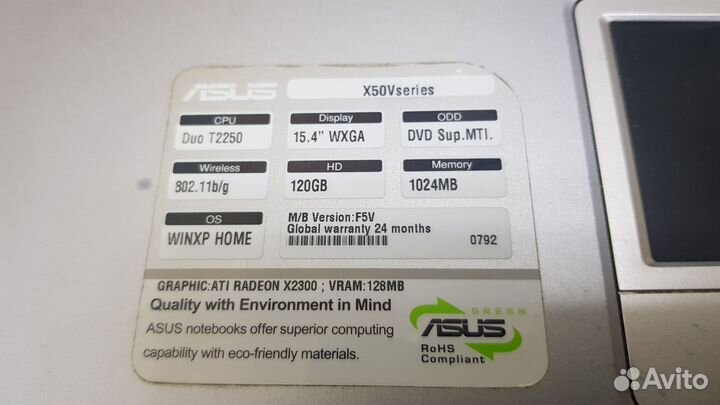 ASUS X50Vseries
CPU Display ODD
Duo T2250 15.4” WXGA DVD Sup.MTI.
Wireless HD Memory
802.11b/g 120GB 1024MB
OS
WINXP HOME
M/B Version:F5V
Global warranty 24 months
0792
GRAPHIC:ATI RADEON X2300 ; VRAM:128MB
Quality with Environment in Mind
ASUS notebooks offer superior computing
capability with eco-friendly materials.
GREEN
ASUS
RoHS
Compliant
Avito